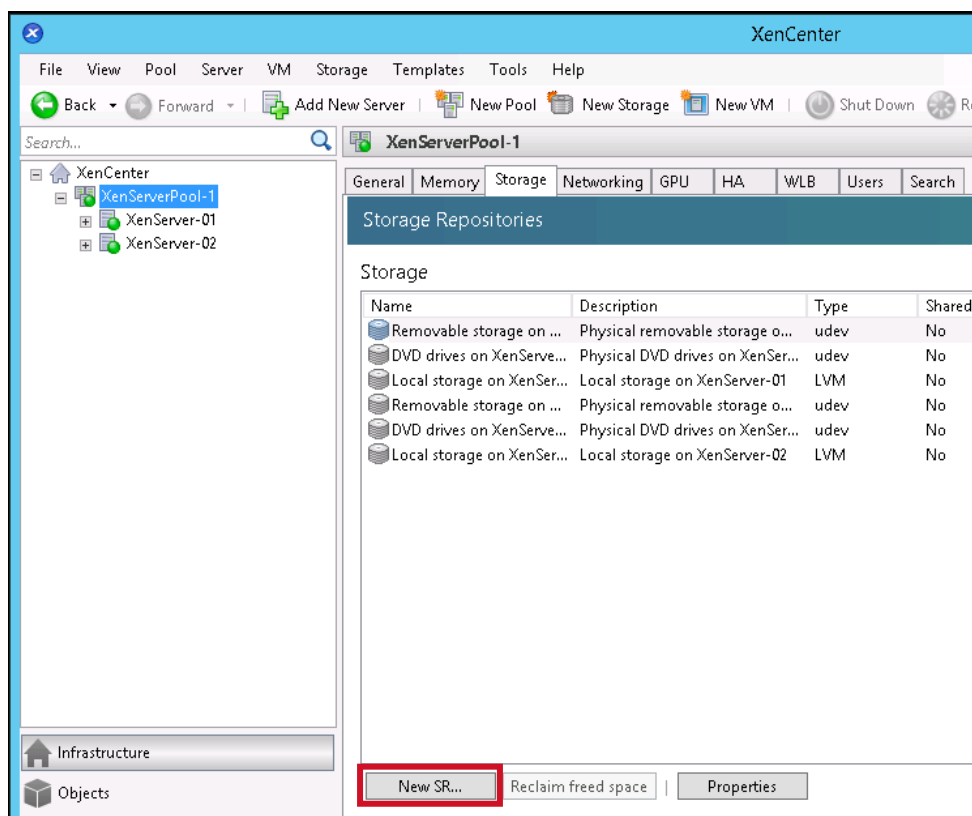 XenCenter
File View Pool Server VM Storage Templates Tools Help
Back Forward Add New Server New Pool New Storage New VM Shut Down
Search...
XenServerPool-1
XenCenter
XenServerPool-1
XenServer-01
XenServer-02
General Memory Storage Networking GPU HA WLB Users Search
Storage Repositories
Storage
Name Description Type Shared
Removable storage on ... Physical removable storage o... udev No
DVD drives on XenServe... Physical DVD drives on XenSer... udev No
Local storage on XenSer... Local storage on XenServer-01 LVM No
Removable storage on ... Physical removable storage o... udev No
DVD drives on XenServe... Physical DVD drives on XenSer... udev No
Local storage on XenSer... Local storage on XenServer-02 LVM No
Infrastructure
Objects
New SR... Reclaim freed space | Properties